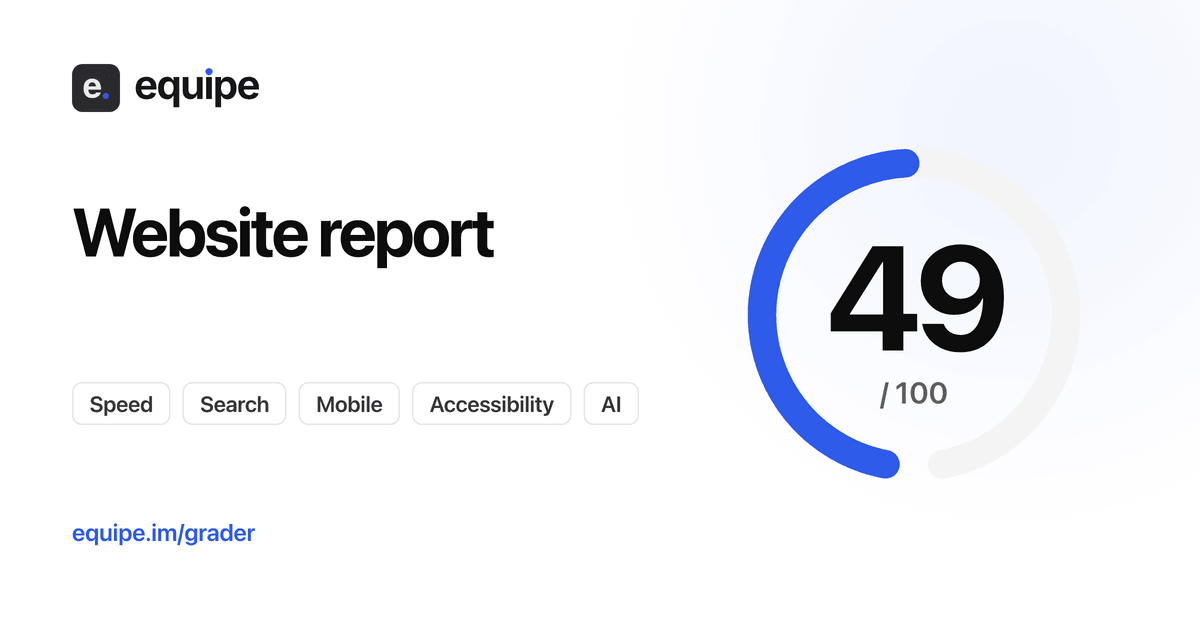 e.
equipe
Website report
49
/ 100
Speed
Search
Mobile
Accessibility
AI
equipe.im/grader